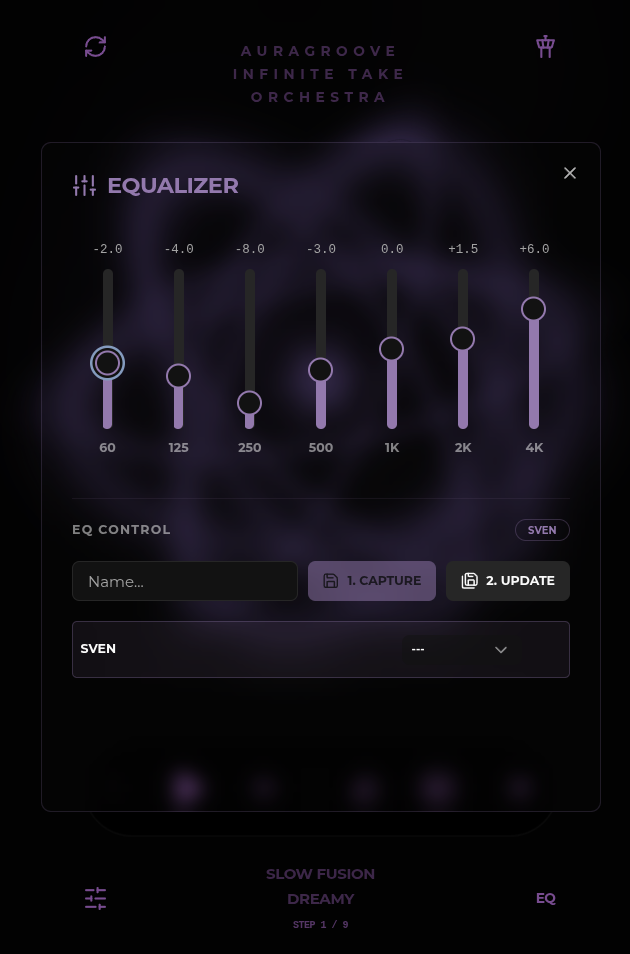 AURAGROOVE
INFINITE TAKE
ORCHESTRA
EQUALIZER
-2.0 -4.0 -8.0 -3.0 0.0 +1.5 +6.0
60 125 250 500 1K 2K 4K
EQ CONTROL SVEN
Name... 1. CAPTURE 2. UPDATE
SVEN ---
SLOW FUSION
DREAMY
EQ
STEP 1 / 9